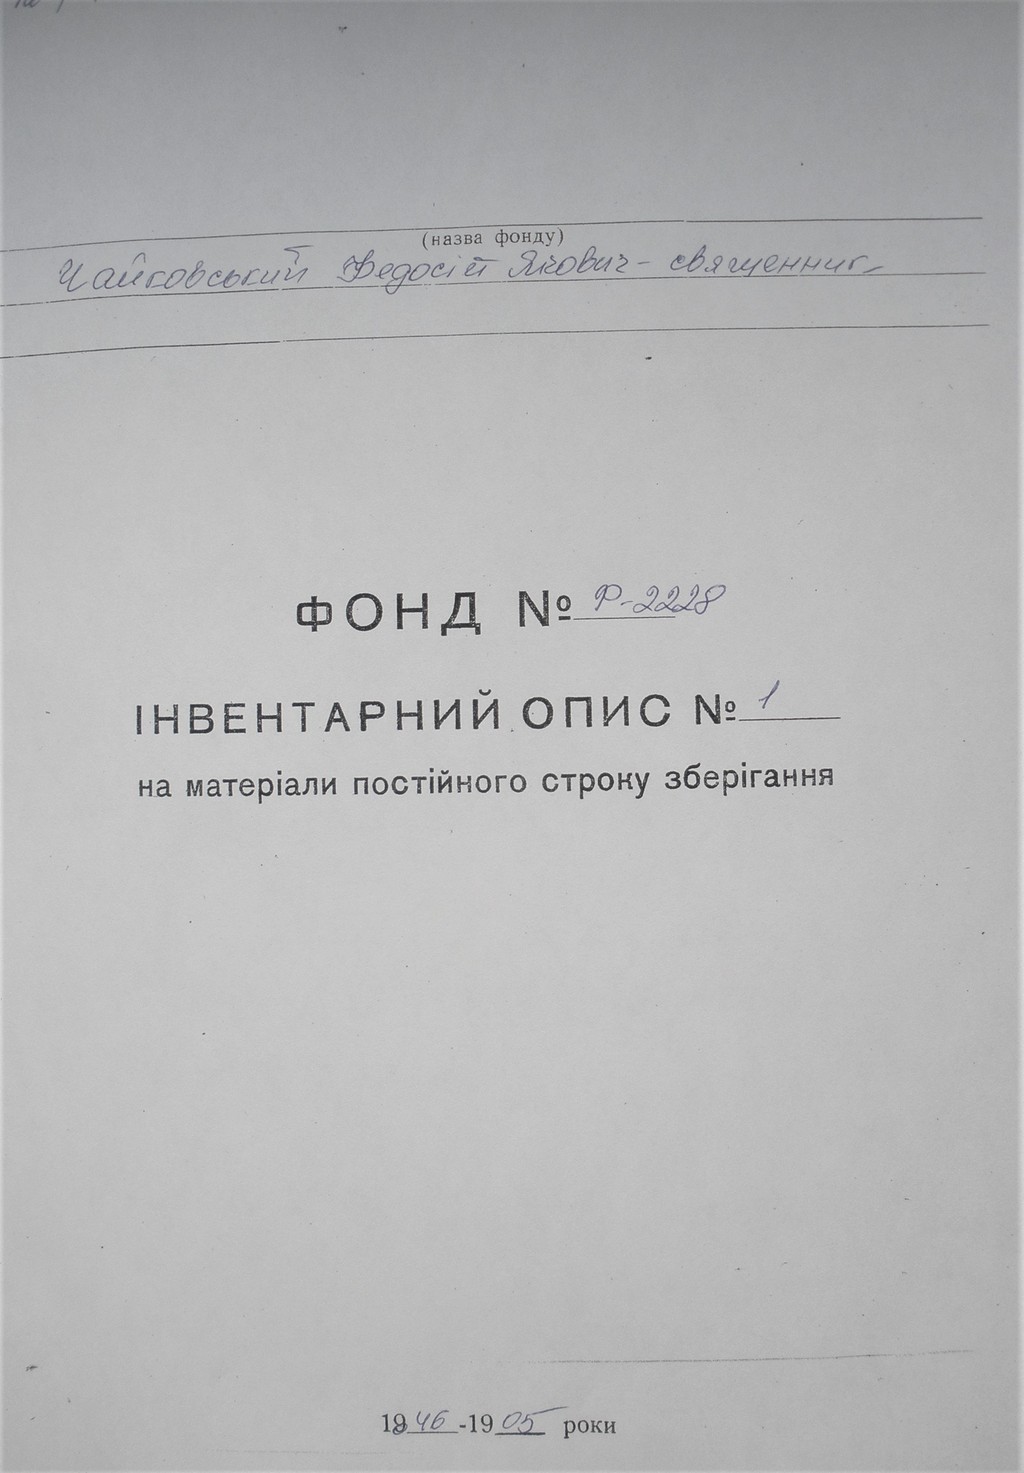 (назва фонду)
Чайковський Федосій Якович - священник
ФОНД № Р-2228
ІНВЕНТАРНИЙ ОПИС № 1
на матеріали постійного строку зберігання
1846-1905 роки